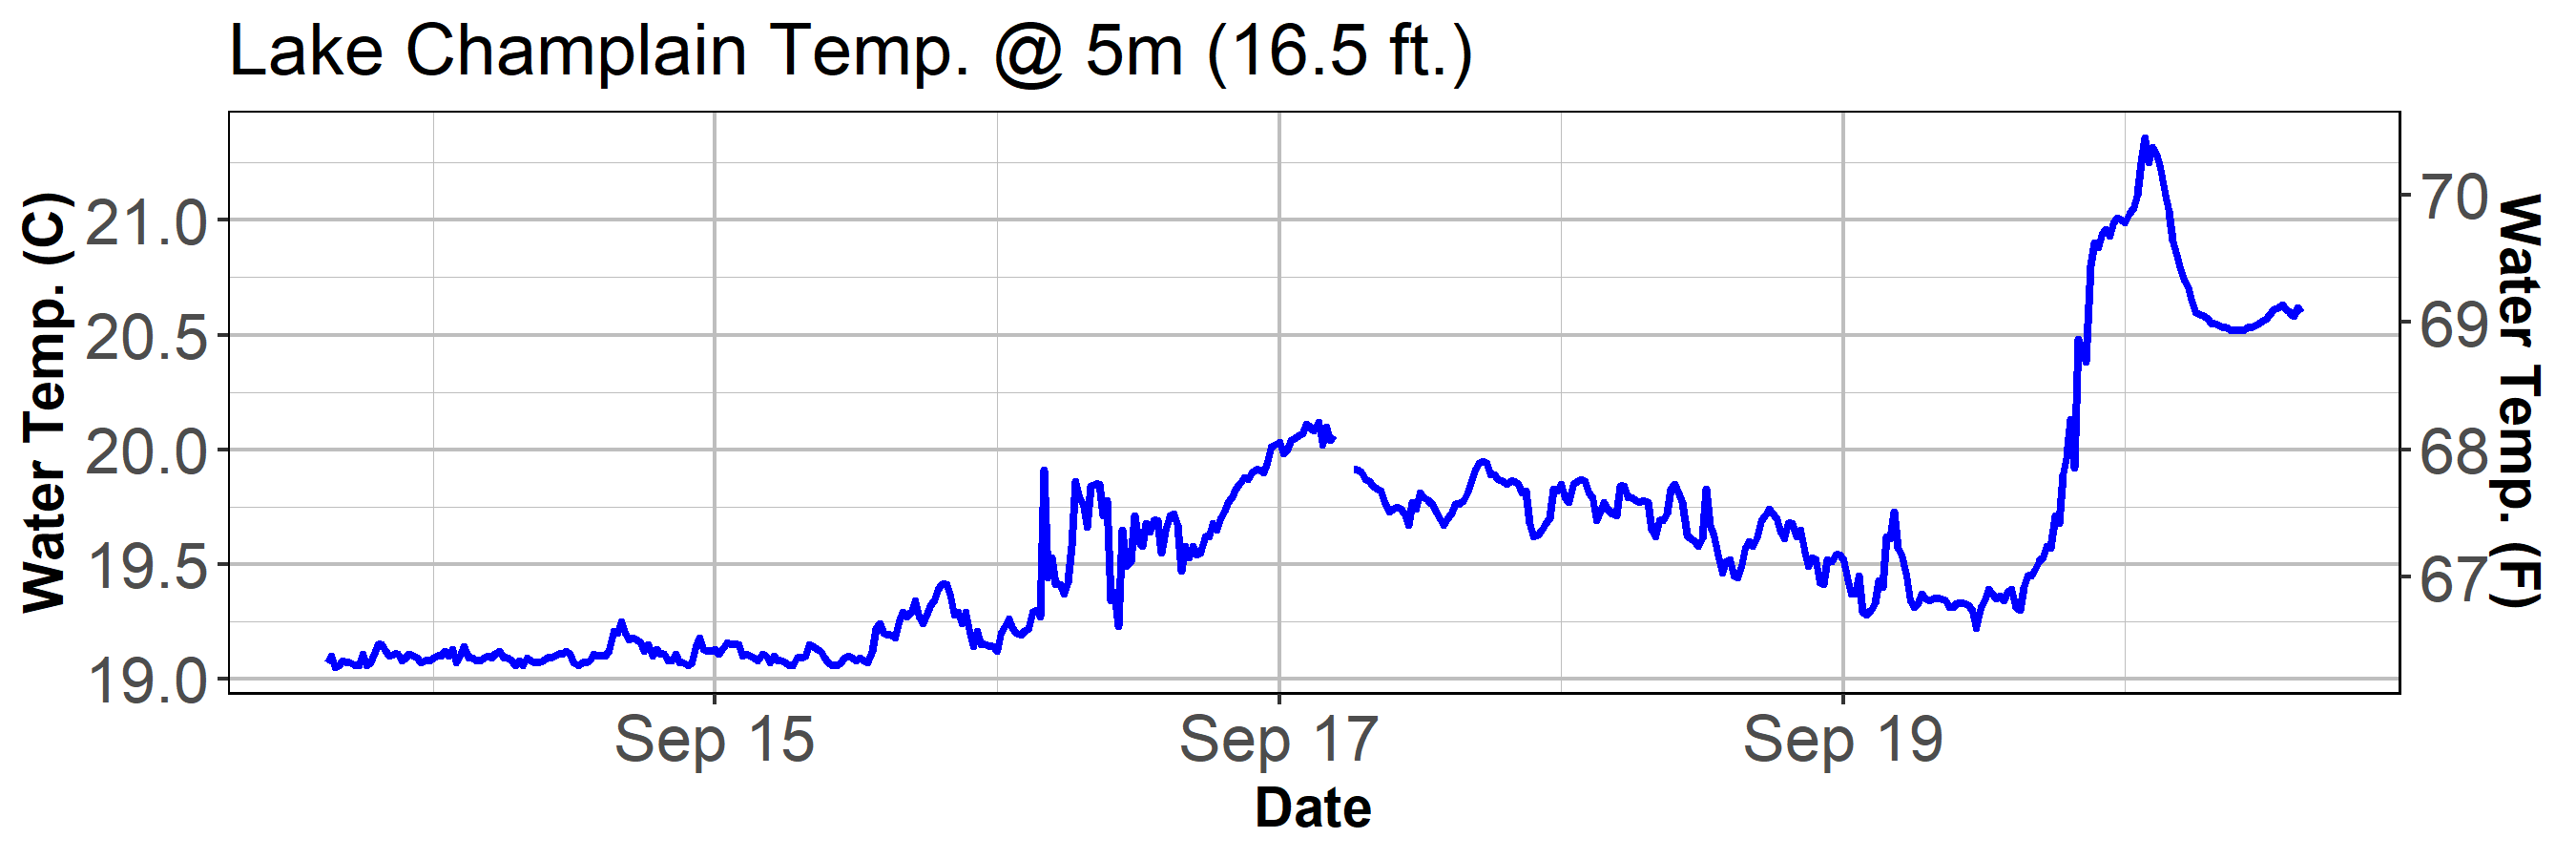 Lake Champlain Temp. @ 5m (16.5 ft.)
Water Temp. (C)
21.0
20.5
20.0
19.5
19.0
70
69
68
67
Water Temp. (F)
Sep 15 Sep 17 Sep 19
Date